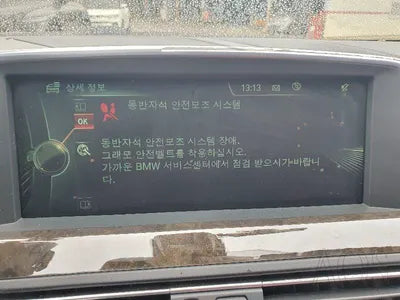 상세 정보
13:13
동반자석 안전보조 시스템
OK
동반자석 안전보조 시스템 장애.
그래도 안전벨트를 착용하십시오.
가까운 BMW 서비스센터에서 점검 받으시기 바랍니
다.